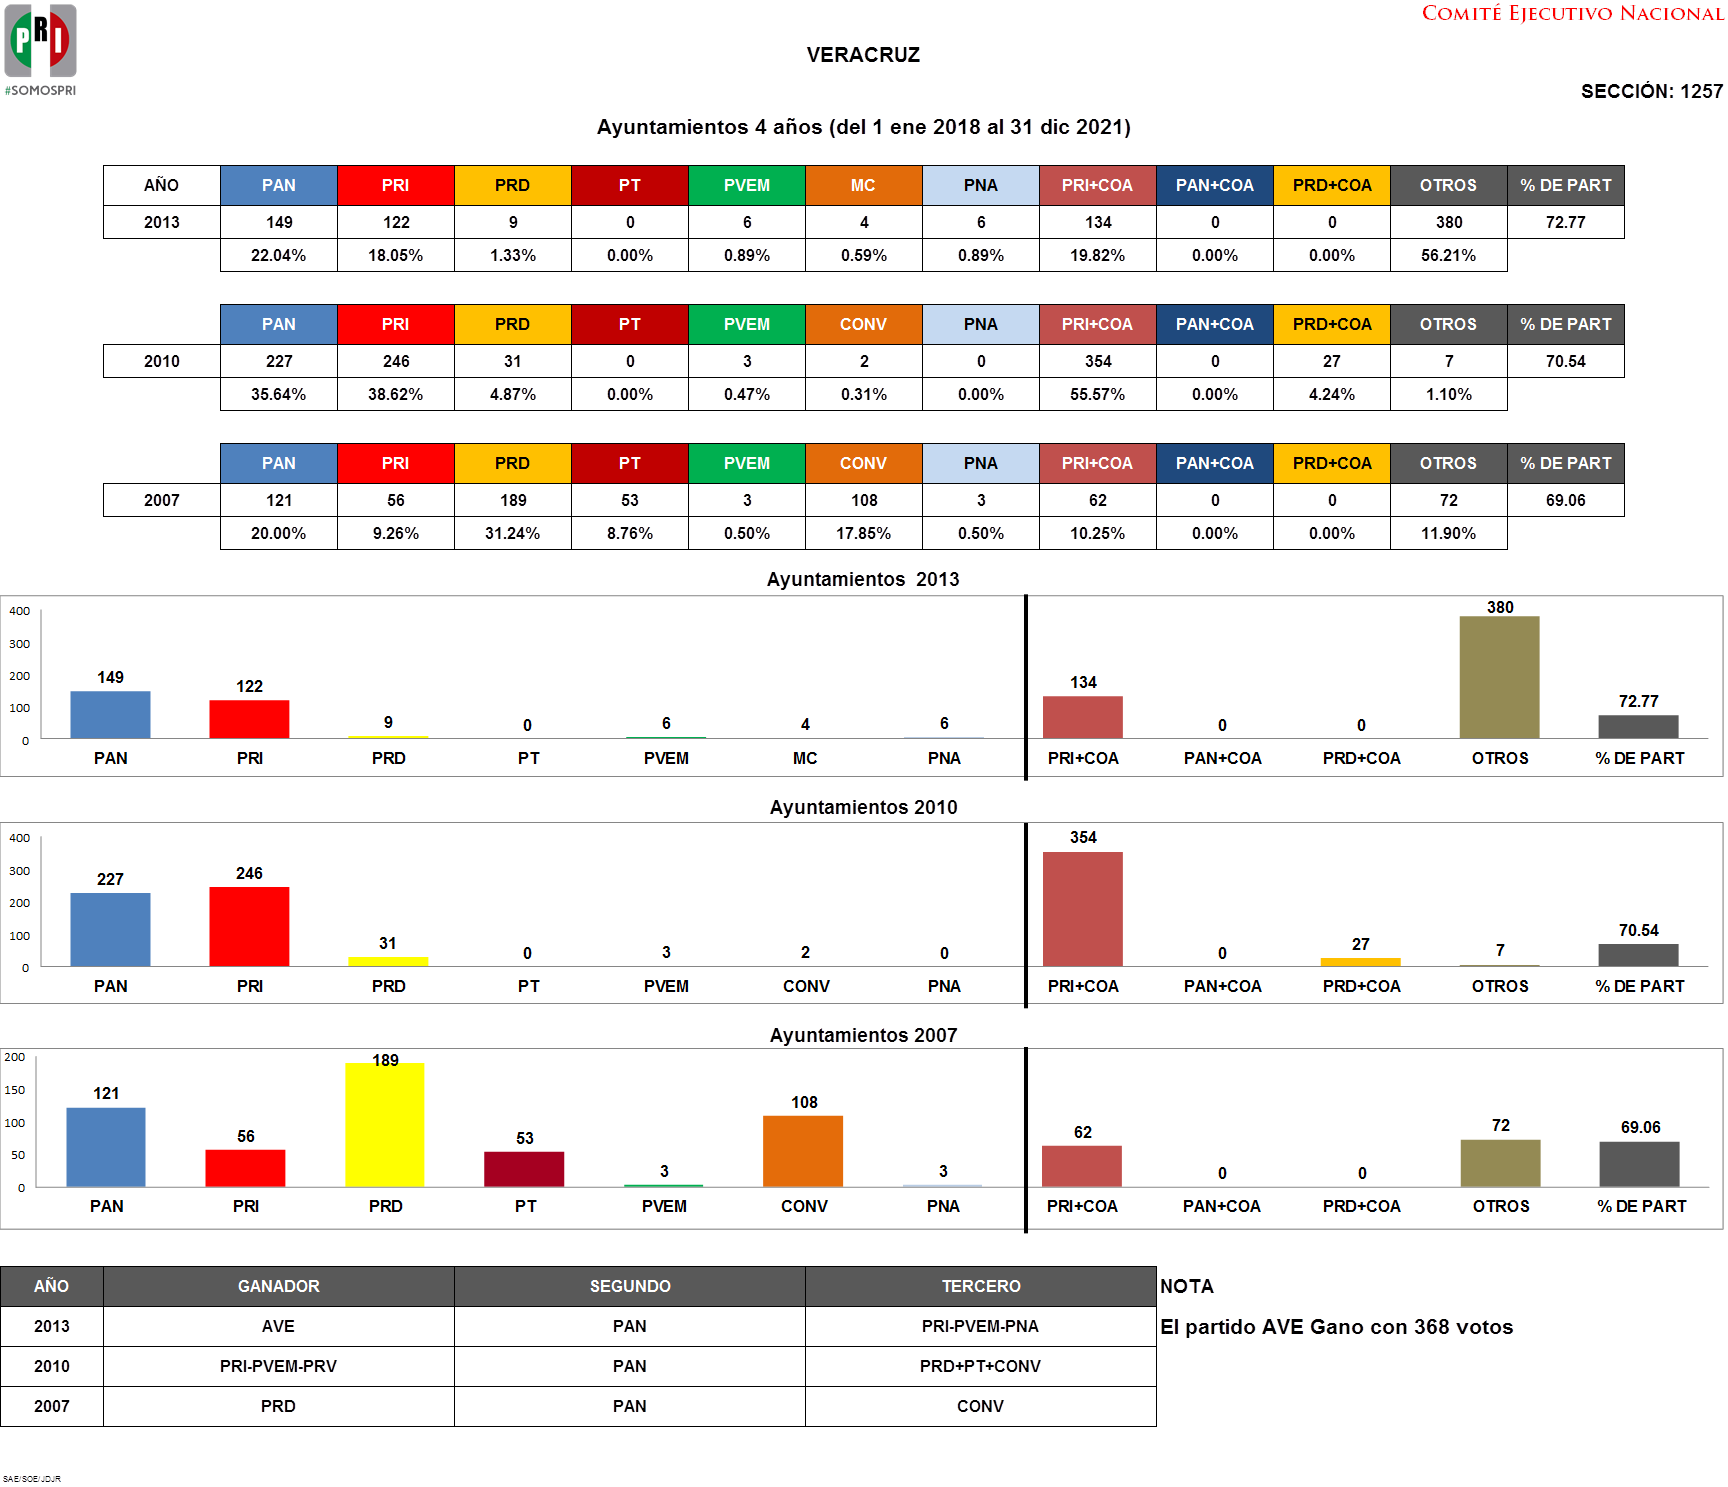 PRI
#SOMOSPRI
COMITÉ EJECUTIVO NACIONAL
VERACRUZ
SECCIÓN: 1257
Ayuntamientos 4 años (del 1 ene 2018 al 31 dic 2021)
AÑO PAN PRI PRD PT PVEM MC PNA PRI+COA PAN+COA PRD+COA OTROS % DE PART
2013 149 122 9 0 6 4 6 134 0 0 380 72.77
22.04% 18.05% 1.33% 0.00% 0.89% 0.59% 0.89% 19.82% 0.00% 0.00% 56.21%
PAN PRI PRD PT PVEM CONV PNA PRI+COA PAN+COA PRD+COA OTROS % DE PART
2010 227 246 31 0 3 2 0 354 0 27 7 70.54
35.64% 38.62% 4.87% 0.00% 0.47% 0.31% 0.00% 55.57% 0.00% 4.24% 1.10%
PAN PRI PRD PT PVEM CONV PNA PRI+COA PAN+COA PRD+COA OTROS % DE PART
2007 121 56 189 53 3 108 3 62 0 0 72 69.06
20.00% 9.26% 31.24% 8.76% 0.50% 17.85% 0.50% 10.25% 0.00% 0.00% 11.90%
Ayuntamientos 2013
400
300
200
100
0
149 122 9 0 6 4 6 134 0 0 380 72.77
PAN PRI PRD PT PVEM MC PNA PRI+COA PAN+COA PRD+COA OTROS % DE PART
Ayuntamientos 2010
400
300
200
100
0
227 246 31 0 3 2 0 354 0 27 7 70.54
PAN PRI PRD PT PVEM CONV PNA PRI+COA PAN+COA PRD+COA OTROS % DE PART
Ayuntamientos 2007
200
150
100
50
0
121 56 189 53 3 108 3 62 0 0 72 69.06
PAN PRI PRD PT PVEM CONV PNA PRI+COA PAN+COA PRD+COA OTROS % DE PART
AÑO GANADOR SEGUNDO TERCERO NOTA
2013 AVE PAN PRI-PVEM-PNA El partido AVE Gano con 368 votos
2010 PRI-PVEM-PRV PAN PRD+PT+CONV
2007 PRD PAN CONV
SAE/SOE/JDJR